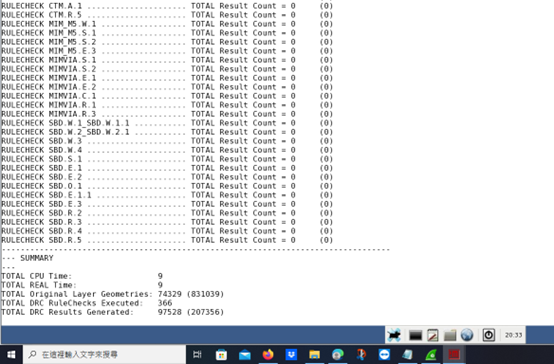 RULECHECK CTM.A.1 ...................... TOTAL Result Count = 0 (0)
RULECHECK CTM.R.5 ...................... TOTAL Result Count = 0 (0)
RULECHECK MIM_M5.W.1 ................... TOTAL Result Count = 0 (0)
RULECHECK MIM_M5.S.1 ................... TOTAL Result Count = 0 (0)
RULECHECK MIM_M5.S.2 ................... TOTAL Result Count = 0 (0)
RULECHECK MIM_M5.E.3 ................... TOTAL Result Count = 0 (0)
RULECHECK MIMVIA.S.1 ................... TOTAL Result Count = 0 (0)
RULECHECK MIMVIA.S.2 ................... TOTAL Result Count = 0 (0)
RULECHECK MIMVIA.E.1 ................... TOTAL Result Count = 0 (0)
RULECHECK MIMVIA.E.2 ................... TOTAL Result Count = 0 (0)
RULECHECK MIMVIA.C.1 ................... TOTAL Result Count = 0 (0)
RULECHECK MIMVIA.R.1 ................... TOTAL Result Count = 0 (0)
RULECHECK MIMVIA.R.3 ................... TOTAL Result Count = 0 (0)
RULECHECK SBD.W.1_SBD.W.1.1 ............ TOTAL Result Count = 0 (0)
RULECHECK SBD.W.2_SBD.W.2.1 ............ TOTAL Result Count = 0 (0)
RULECHECK SBD.W.3 ...................... TOTAL Result Count = 0 (0)
RULECHECK SBD.W.4 ...................... TOTAL Result Count = 0 (0)
RULECHECK SBD.S.1 ...................... TOTAL Result Count = 0 (0)
RULECHECK SBD.E.1 ...................... TOTAL Result Count = 0 (0)
RULECHECK SBD.E.2 ...................... TOTAL Result Count = 0 (0)
RULECHECK SBD.O.1 ...................... TOTAL Result Count = 0 (0)
RULECHECK SBD.E.1.1 .................... TOTAL Result Count = 0 (0)
RULECHECK SBD.E.3 ...................... TOTAL Result Count = 0 (0)
RULECHECK SBD.R.2 ...................... TOTAL Result Count = 0 (0)
RULECHECK SBD.R.3 ...................... TOTAL Result Count = 0 (0)
RULECHECK SBD.R.4 ...................... TOTAL Result Count = 0 (0)
RULECHECK SBD.R.5 ...................... TOTAL Result Count = 0 (0)
----------------------------------------------------------------------------------
--- SUMMARY
---
TOTAL CPU Time: 9
TOTAL REAL Time: 9
TOTAL Original Layer Geometries: 74329 (831039)
TOTAL DRC RuleChecks Executed: 366
TOTAL DRC Results Generated: 97528 (207356)
20:33
在這裡輸入文字來搜尋